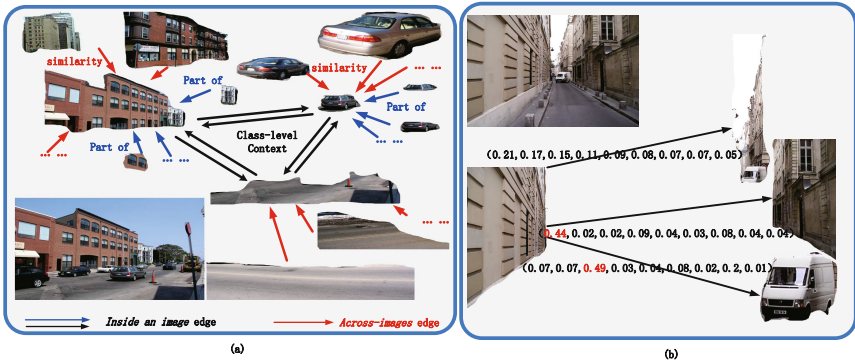 similarity
Part of
similarity
... ...
Part of
Class-level
Context
... ...
Part of
... ...
... ...
... ...
Inside an image edge
Across-images edge
(a)
(0.21, 0.17, 0.15, 0.11, 0.09, 0.08, 0.07, 0.07, 0.05)
(0.44, 0.02, 0.02, 0.09, 0.04, 0.03, 0.08, 0.04, 0.04)
(0.07, 0.07, 0.49, 0.03, 0.04, 0.08, 0.02, 0.2, 0.01)
(b)